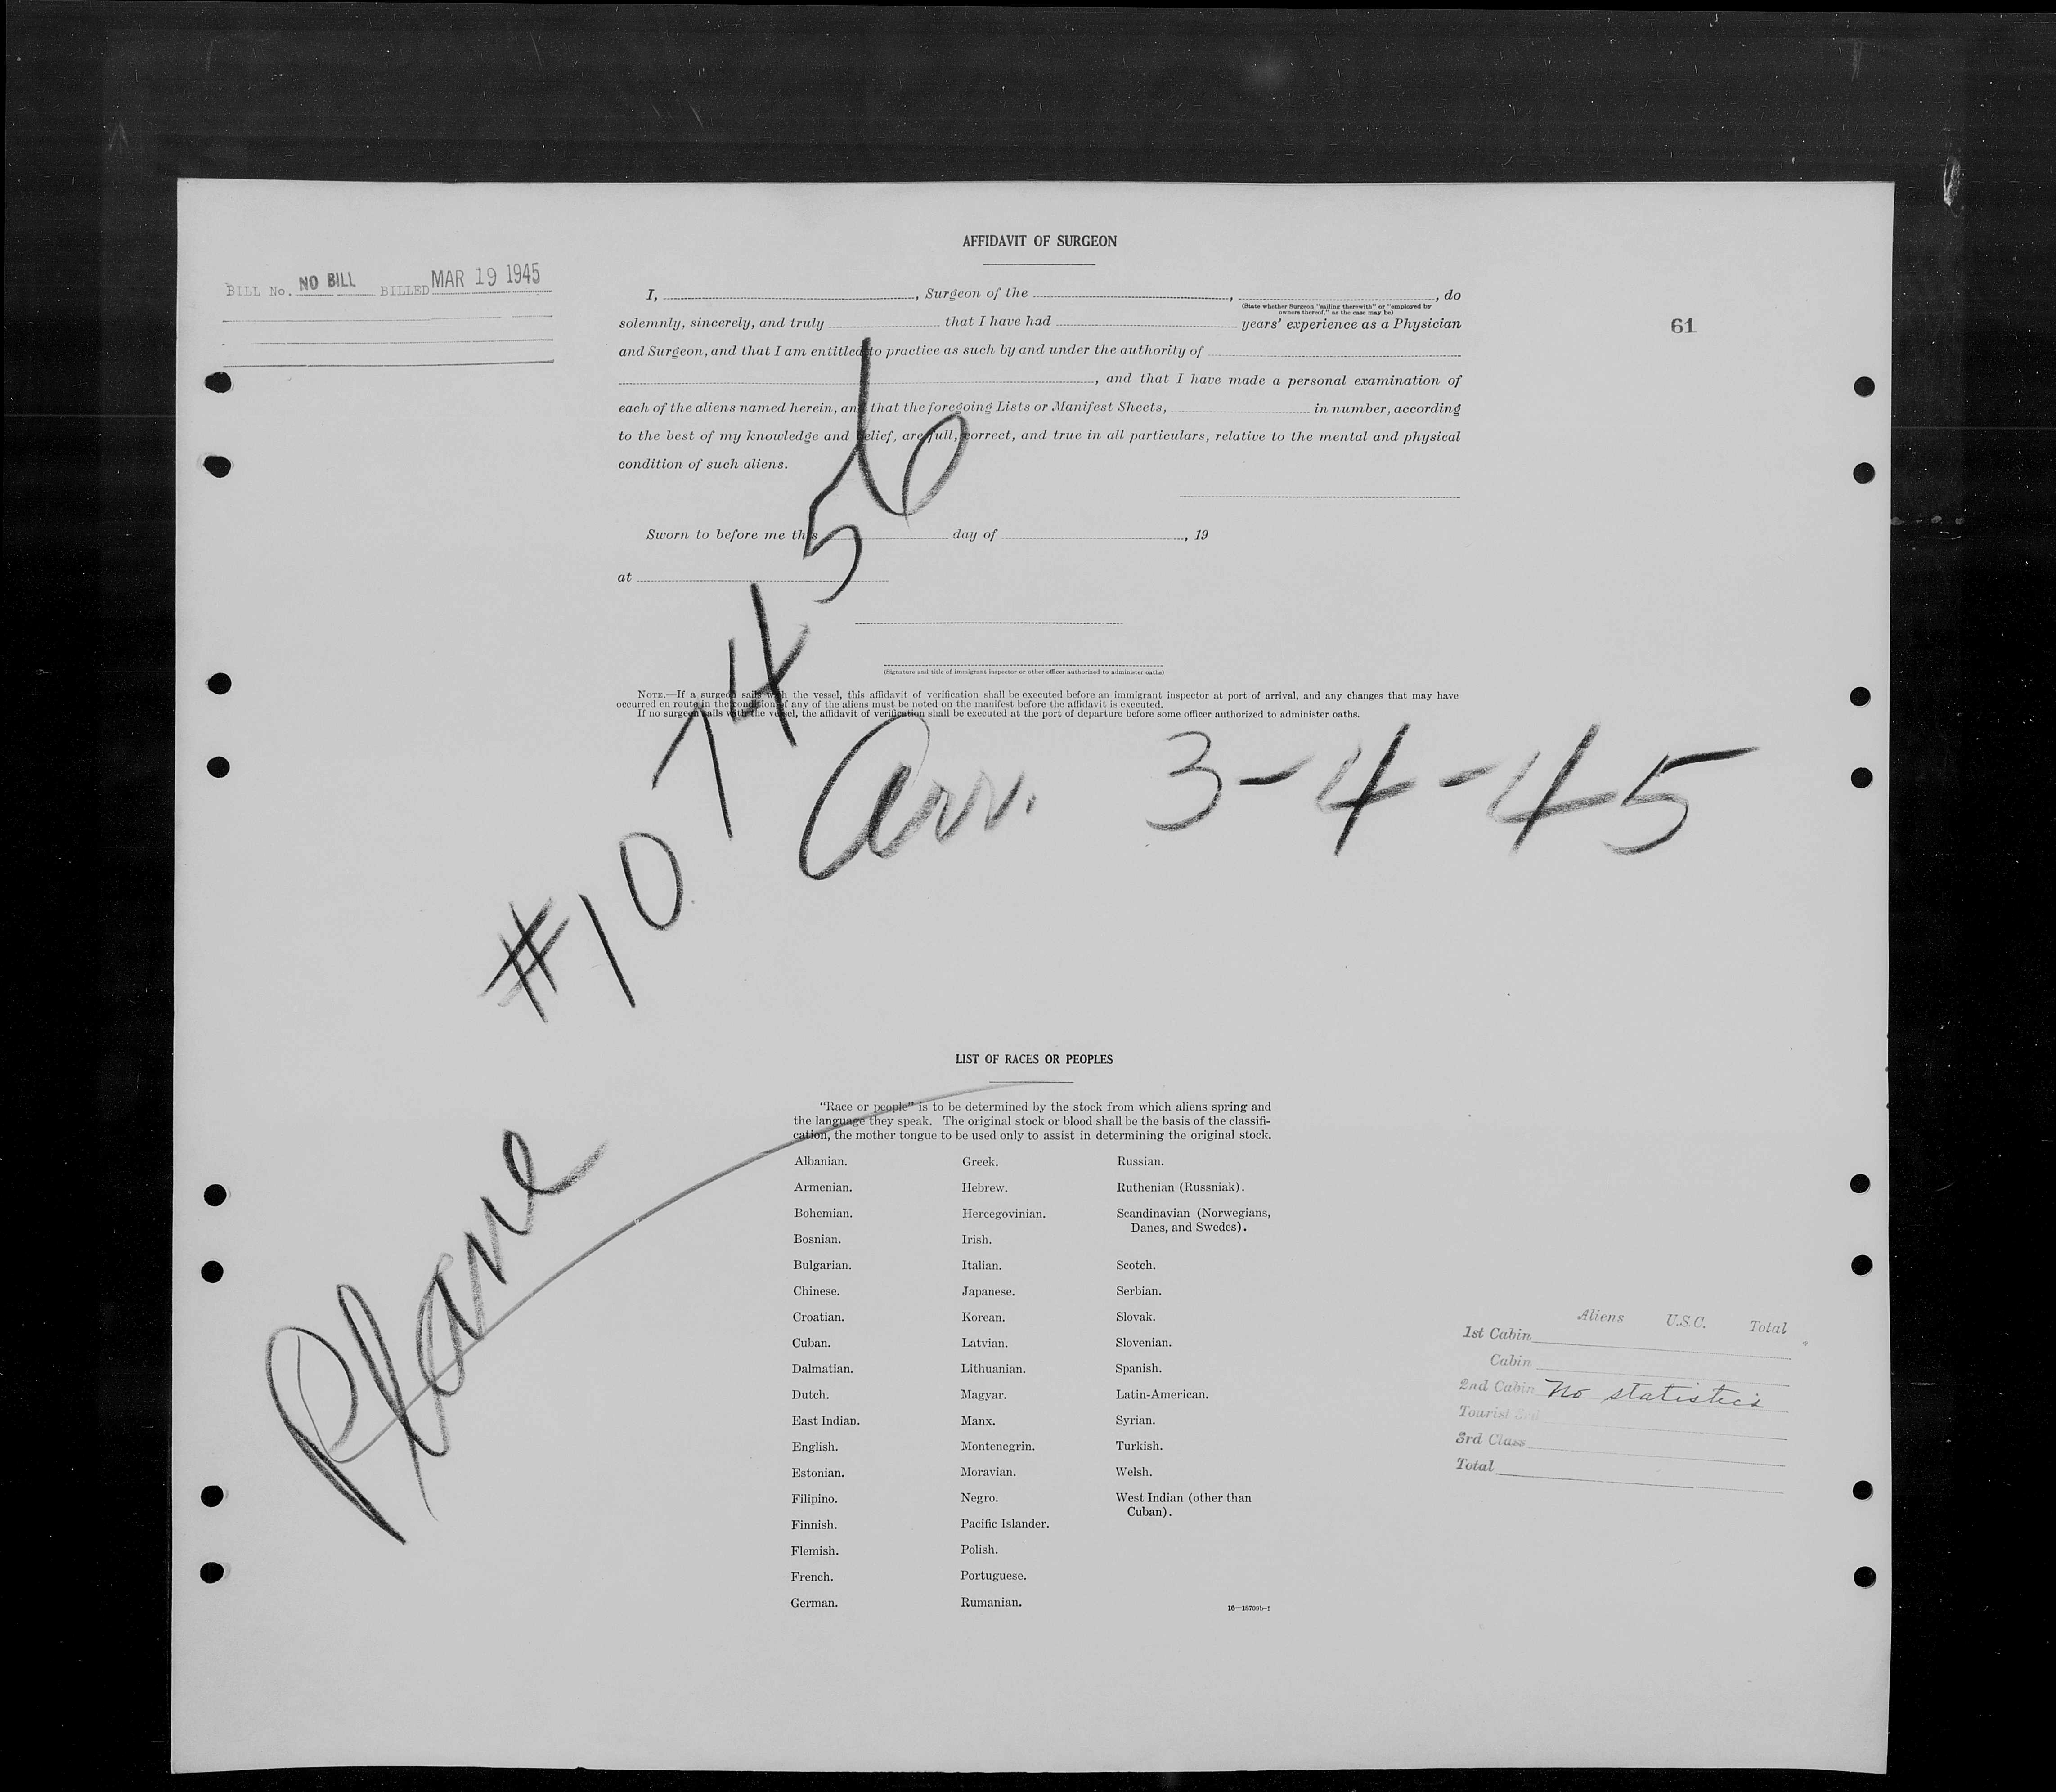 AFFIDAVIT OF SURGEON
BILL No. NO BILL BILLED MAR 19 1945
I, , Surgeon of the , , do
(State whether Surgeon "sailing therewith" or "employed by
owners thereof," as the case may be)
solemnly, sincerely, and truly that I have had years' experience as a Physician
61
and Surgeon, and that I am entitled to practice as such by and under the authority of
, and that I have made a personal examination of
each of the aliens named herein, and that the foregoing Lists or Manifest Sheets, in number, according
to the best of my knowledge and belief, are full, correct, and true in all particulars, relative to the mental and physical
condition of such aliens.
Sworn to before me this day of , 19
at
(Signature and title of immigrant inspector or other officer authorized to administer oaths)
NOTE.—If a surgeon sails with the vessel, this affidavit of verification shall be executed before an immigrant inspector at port of arrival, and any changes that may have
occurred en route in the condition of any of the aliens must be noted on the manifest before the affidavit is executed.
If no surgeon sails with the vessel, the affidavit of verification shall be executed at the port of departure before some officer authorized to administer oaths.
#107456
Arr. 3-4-45
Plane
LIST OF RACES OR PEOPLES
"Race or people" is to be determined by the stock from which aliens spring and
the language they speak. The original stock or blood shall be the basis of the classifi-
cation, the mother tongue to be used only to assist in determining the original stock.
Albanian. Greek. Russian.
Armenian. Hebrew. Ruthenian (Russniak).
Bohemian. Hercegovinian. Scandinavian (Norwegians,
Danes, and Swedes).
Bosnian. Irish.
Bulgarian. Italian. Scotch.
Chinese. Japanese. Serbian.
Croatian. Korean. Slovak.
Cuban. Latvian. Slovenian.
Dalmatian. Lithuanian. Spanish.
Dutch. Magyar. Latin-American.
East Indian. Manx. Syrian.
English. Montenegrin. Turkish.
Estonian. Moravian. Welsh.
Filipino. Negro. West Indian (other than
Cuban).
Finnish. Pacific Islander.
Flemish. Polish.
French. Portuguese.
German. Rumanian.
16—18700b-1
Aliens U.S.C. Total
1st Cabin
Cabin
2nd Cabin No statistics
Tourist 3rd
3rd Class
Total